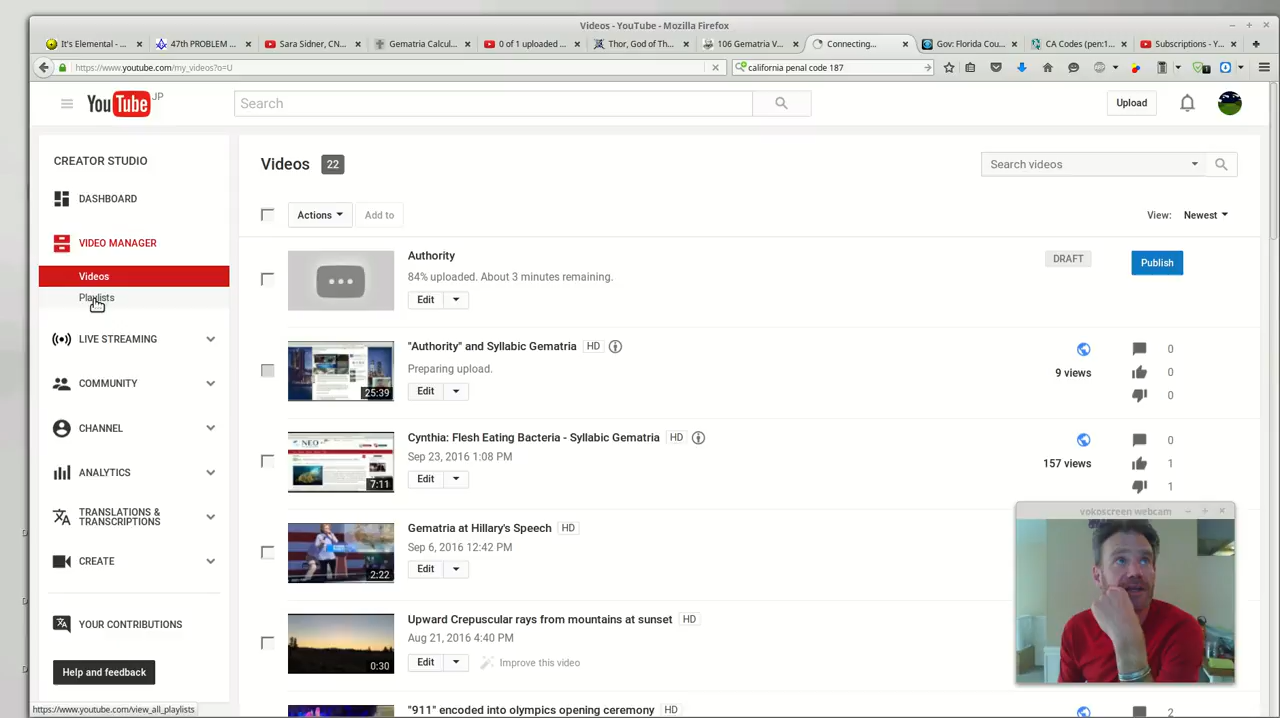 Videos - YouTube - Mozilla Firefox
It's Elemental - ...
47th PROBLEM ...
Sara Sidner, CN...
Gematria Calcul...
0 of 1 uploaded ...
Thor, God of Th...
106 Gematria V...
Connecting...
Gov: Florida Cou...
CA Codes (pen:1...
Subscriptions - Y...
https://www.youtube.com/my_videos?o=U
california penal code 187
YouTube JP
Search
Upload
CREATOR STUDIO
DASHBOARD
VIDEO MANAGER
Videos
Playlists
LIVE STREAMING
COMMUNITY
CHANNEL
ANALYTICS
TRANSLATIONS &
TRANSCRIPTIONS
CREATE
YOUR CONTRIBUTIONS
Help and feedback
https://www.youtube.com/view_all_playlists
Videos 22
Search videos
Actions
Add to
View: Newest
Authority
DRAFT
Publish
84% uploaded. About 3 minutes remaining.
Edit
"Authority" and Syllabic Gematria HD
0
Preparing upload.
9 views
0
Edit
0
25:39
Cynthia: Flesh Eating Bacteria - Syllabic Gematria HD
0
Sep 23, 2016 1:08 PM
157 views
1
Edit
1
NEO
7:11
Gematria at Hillary's Speech HD
Sep 6, 2016 12:42 PM
Edit
2:22
Upward Crepuscular rays from mountains at sunset HD
Aug 21, 2016 4:40 PM
Edit
Improve this video
0:30
"911" encoded into olympics opening ceremony HD
2
vokoscreen webcam